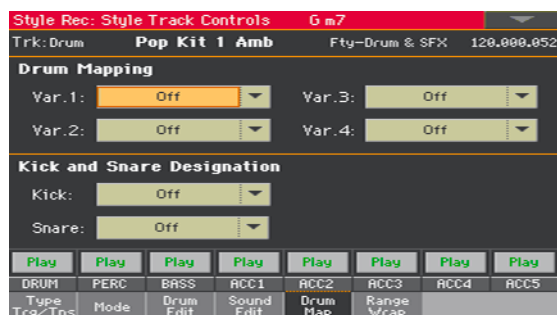 Style Rec: Style Track Controls G m7
Trk:Drum Pop Kit 1 Amb Fty-Drum & SFX 120.000.052
Drum Mapping
Var.1: Off Var.3: Off
Var.2: Off Var.4: Off
Kick and Snare Designation
Kick: Off
Snare: Off
Play Play Play Play Play Play Play Play
DRUM PERC BASS ACC1 ACC2 ACC3 ACC4 ACC5
Type Mode Drum Sound Drum Range
Trg/Tns Edit Edit Map Wrap